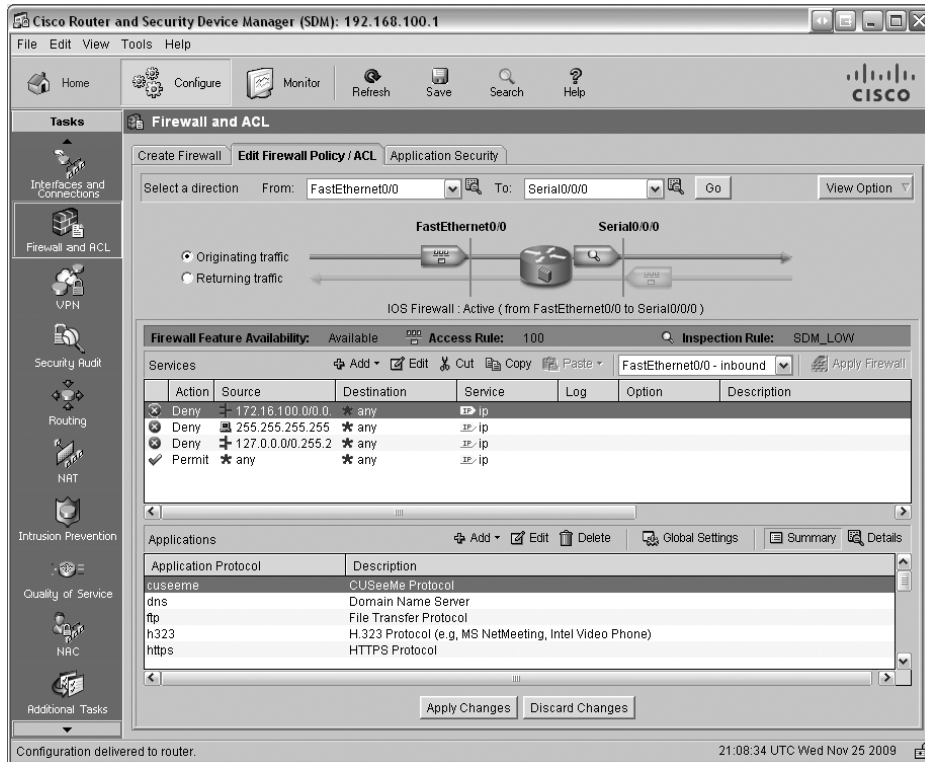 Cisco Router and Security Device Manager (SDM): 192.168.100.1
File Edit View Tools Help
Home Configure Monitor Refresh Save Search Help
CISCO
Tasks
Firewall and ACL
Interfaces and Connections
Firewall and ACL
VPN
Security Audit
Routing
NAT
Intrusion Prevention
Quality of Service
NAC
Additional Tasks
Create Firewall Edit Firewall Policy / ACL Application Security
Select a direction From: FastEthernet0/0 To: Serial0/0/0 Go View Option
FastEthernet0/0 Serial0/0/0
Originating traffic
Returning traffic
IOS Firewall : Active ( from FastEthernet0/0 to Serial0/0/0 )
Firewall Feature Availability: Available Access Rule: 100 Inspection Rule: SDM_LOW
Services Add Edit Cut Copy Paste FastEthernet0/0 - inbound Apply Firewall
Action Source Destination Service Log Option Description
Deny 172.16.100.0/0.0. any IP ip
Deny 255.255.255.255 any IP ip
Deny 127.0.0.0/0.255.2 any IP ip
Permit any any IP ip
Applications Add Edit Delete Global Settings Summary Details
Application Protocol Description
cuseeme CUSeeMe Protocol
dns Domain Name Server
ftp File Transfer Protocol
h323 H.323 Protocol (e.g, MS NetMeeting, Intel Video Phone)
https HTTPS Protocol
Apply Changes Discard Changes
Configuration delivered to router. 21:08:34 UTC Wed Nov 25 2009